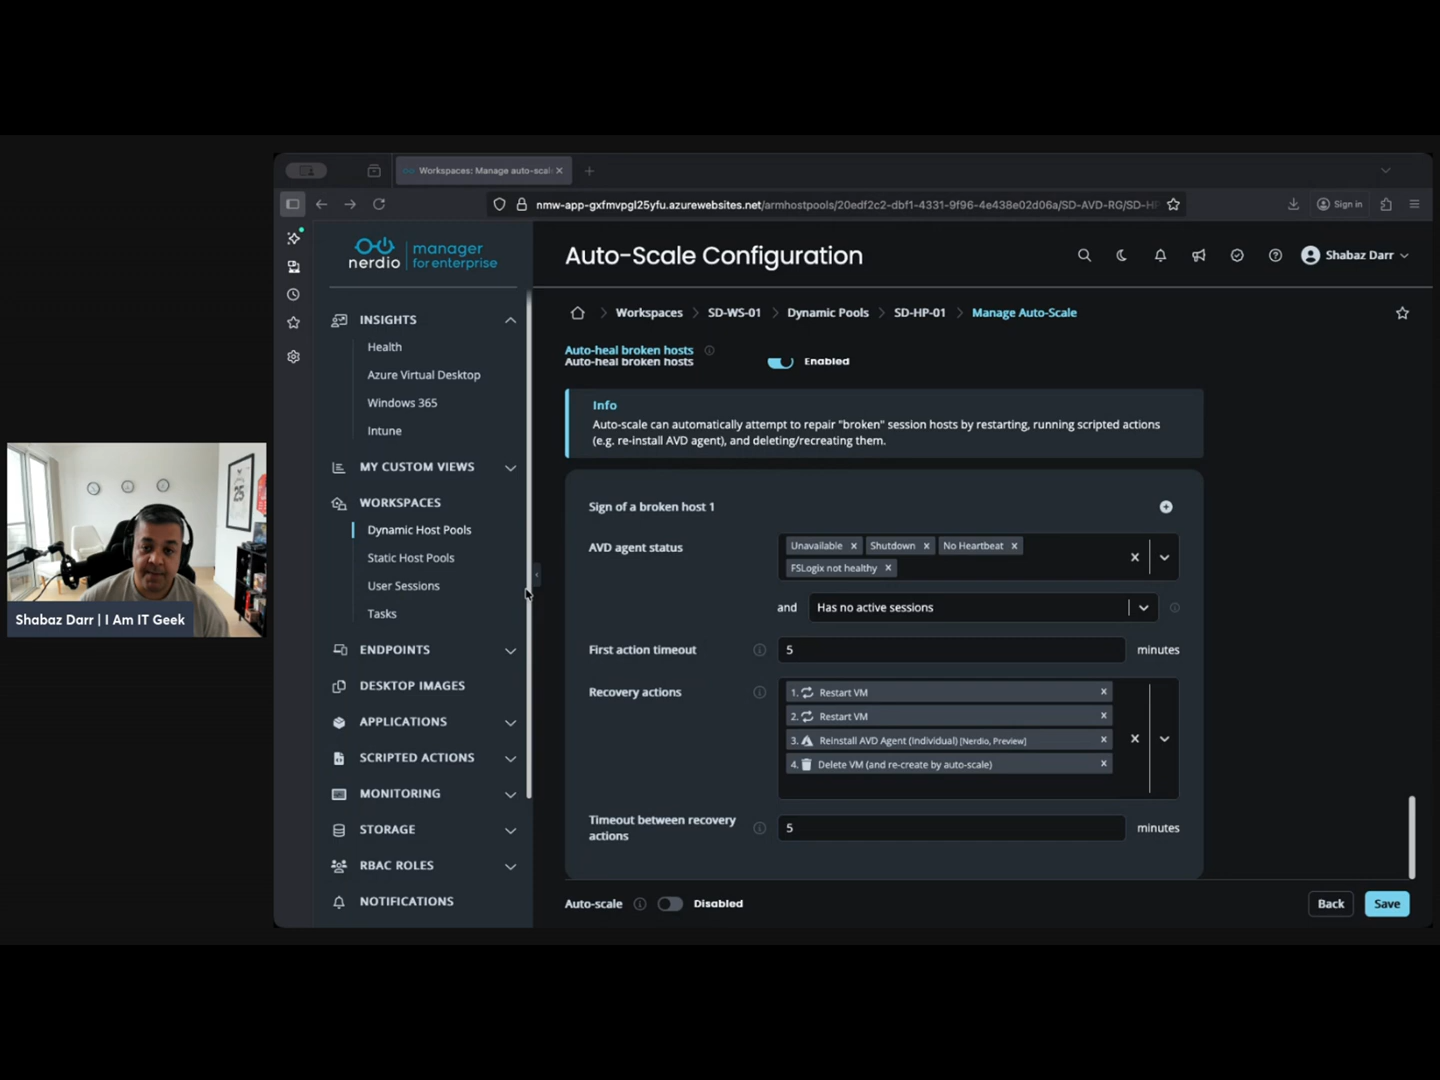 Workspaces: Manage auto-scal
nmw-app-gxfmvpgl25yfu.azurewebsites.net/armhostpools/20edf2c2-dbf1-4331-9f96-4e438e02d06a/SD-AVD-RG/SD-HP
Sign in
nerdio | manager for enterprise
Auto-Scale Configuration
Shabaz Darr
Workspaces > SD-WS-01 > Dynamic Pools > SD-HP-01 > Manage Auto-Scale
INSIGHTS
Health
Azure Virtual Desktop
Windows 365
Intune
MY CUSTOM VIEWS
WORKSPACES
Dynamic Host Pools
Static Host Pools
User Sessions
Tasks
ENDPOINTS
DESKTOP IMAGES
APPLICATIONS
SCRIPTED ACTIONS
MONITORING
STORAGE
RBAC ROLES
NOTIFICATIONS
Auto-heal broken hosts
Auto-heal broken hosts Enabled
Info
Auto-scale can automatically attempt to repair "broken" session hosts by restarting, running scripted actions
(e.g. re-install AVD agent), and deleting/recreating them.
Sign of a broken host 1
AVD agent status
Unavailable × Shutdown × No Heartbeat ×
FSLogix not healthy ×
and Has no active sessions
First action timeout 5 minutes
Recovery actions
1. Restart VM
2. Restart VM
3. Reinstall AVD Agent (Individual) [Nerdio, Preview]
4. Delete VM (and re-create by auto-scale)
Timeout between recovery
actions
5 minutes
Auto-scale Disabled
Back
Save
Shabaz Darr | I Am IT Geek